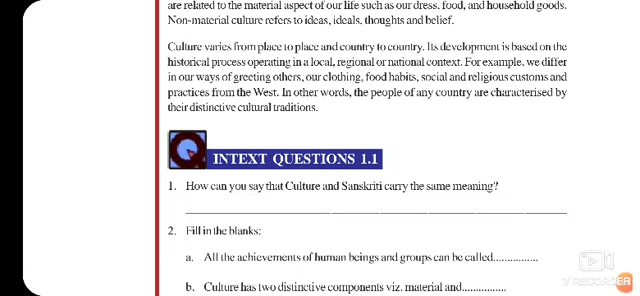 are related to the material aspect of our life such as our dress, food, and household goods.
Non-material culture refers to ideas, ideals, thoughts and belief.
Culture varies from place to place and country to country. Its development is based on the
historical process operating in a local, regional or national context. For example, we differ
in our ways of greeting others, our clothing, food habits, social and religious customs and
practices from the West. In other words, the people of any country are characterised by
their distinctive cultural traditions.
INTEXT QUESTIONS 1.1
1. How can you say that Culture and Sanskriti carry the same meaning?
2. Fill in the blanks:
a. All the achievements of human beings and groups can be called...............
b. Culture has two distinctive components viz. material and...............
V RECORDER